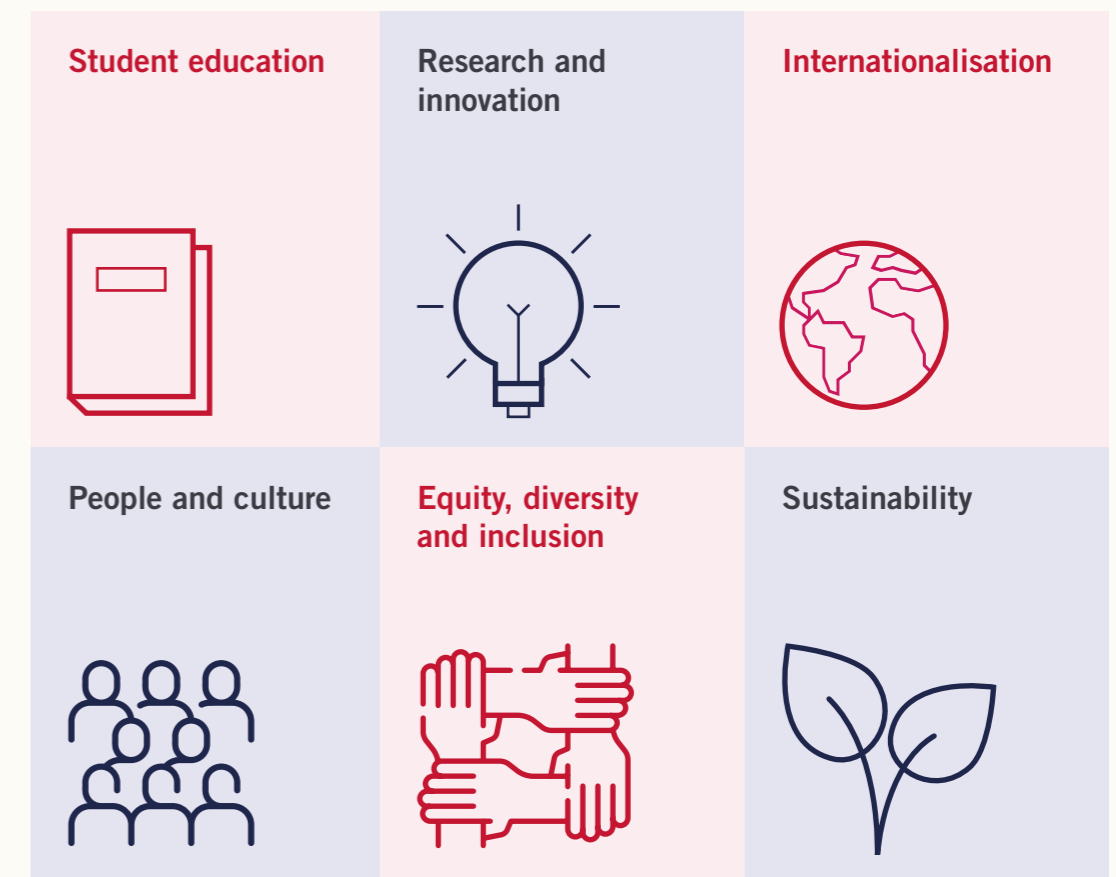 Student education
Research and
innovation
Internationalisation
People and culture
Equity, diversity
and inclusion
Sustainability